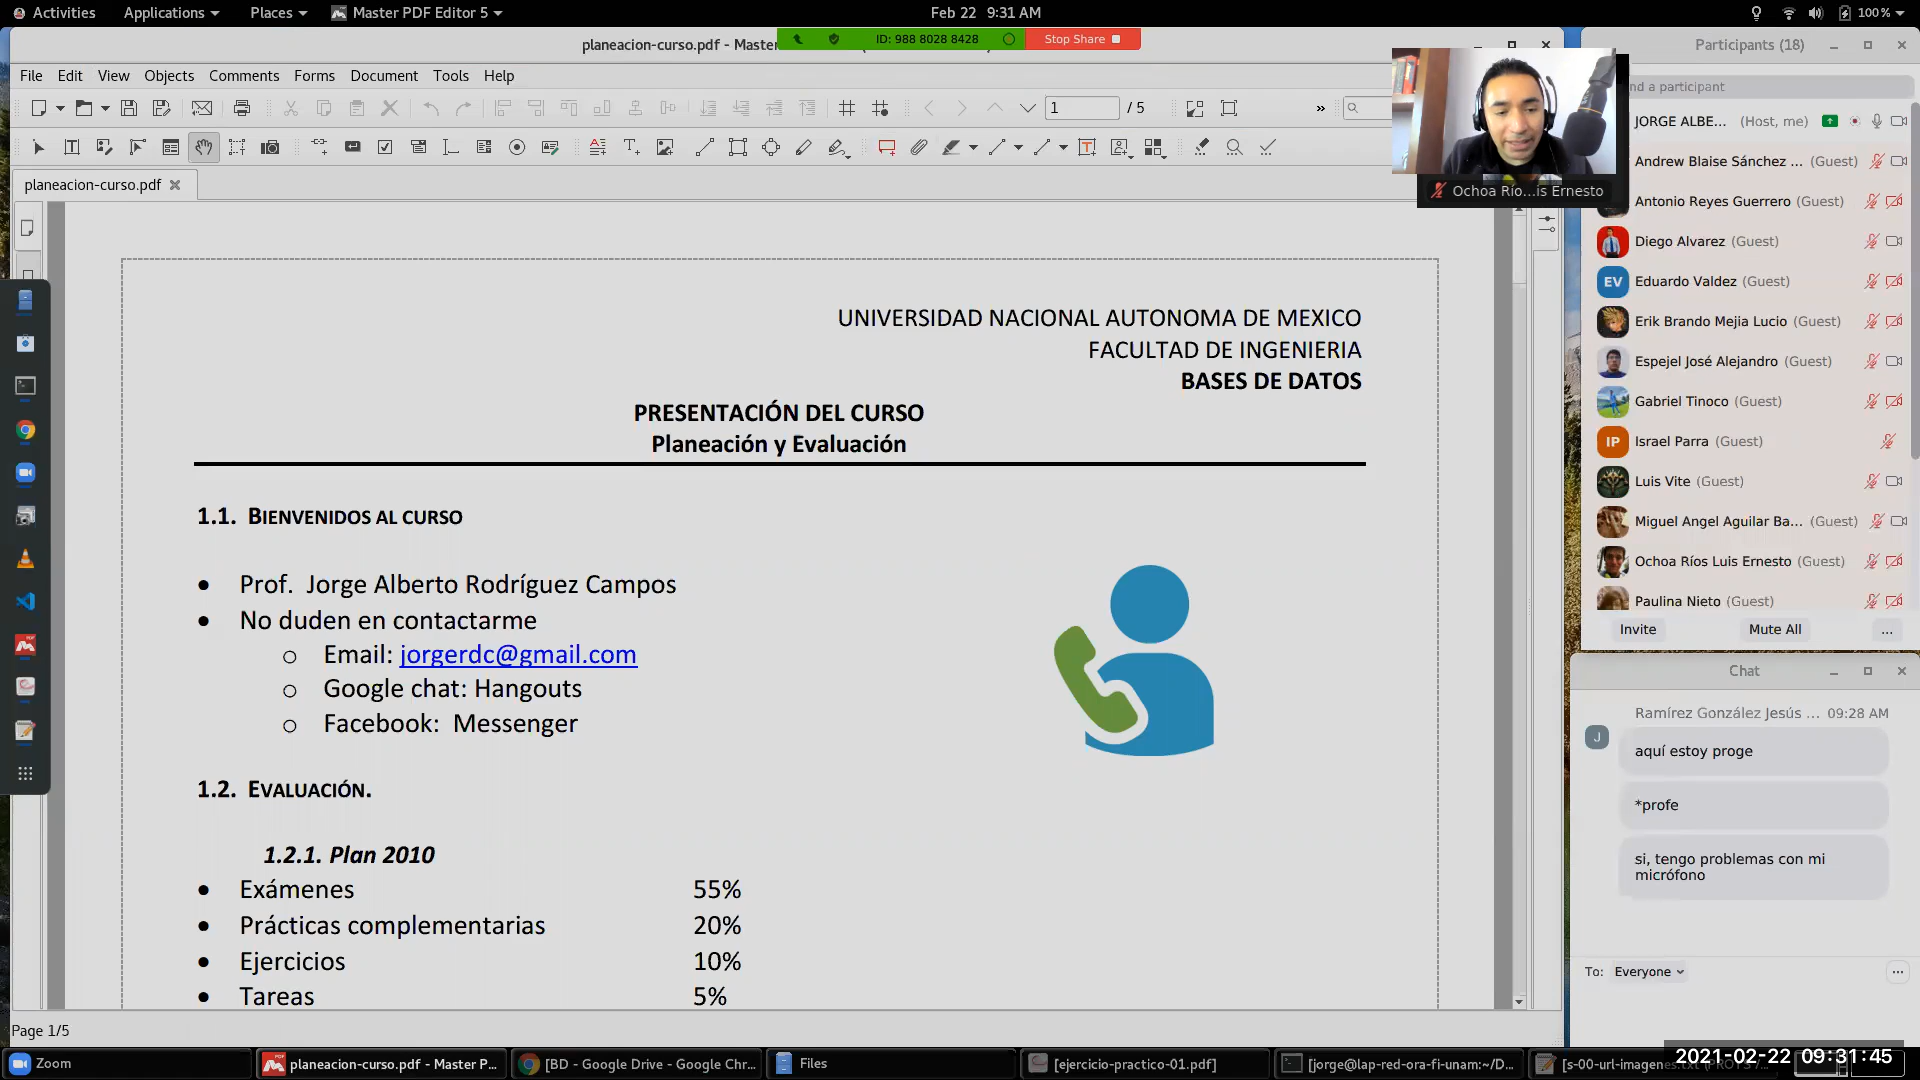 Activities Applications Places Master PDF Editor 5 Feb 22 9:31 AM 100%
planeacion-curso.pdf - Master
ID: 988 8028 8428 Stop Share
Participants (18)
File Edit View Objects Comments Forms Document Tools Help
nd a participant
1 / 5
JORGE ALBE... (Host, me)
Andrew Blaise Sánchez ... (Guest)
planeacion-curso.pdf
Ochoa Río...is Ernesto
Antonio Reyes Guerrero (Guest)
Diego Alvarez (Guest)
EV Eduardo Valdez (Guest)
Erik Brando Mejia Lucio (Guest)
Espejel José Alejandro (Guest)
Gabriel Tinoco (Guest)
IP Israel Parra (Guest)
Luis Vite (Guest)
Miguel Angel Aguilar Ba... (Guest)
Ochoa Ríos Luis Ernesto (Guest)
Paulina Nieto (Guest)
Invite Mute All ...
UNIVERSIDAD NACIONAL AUTONOMA DE MEXICO
FACULTAD DE INGENIERIA
BASES DE DATOS
PRESENTACIÓN DEL CURSO
Planeación y Evaluación
1.1. BIENVENIDOS AL CURSO
• Prof. Jorge Alberto Rodríguez Campos
• No duden en contactarme
o Email: jorgerdc@gmail.com
o Google chat: Hangouts
o Facebook: Messenger
1.2. EVALUACIÓN.
1.2.1. Plan 2010
• Exámenes 55%
• Prácticas complementarias 20%
• Ejercicios 10%
• Tareas 5%
Chat
Ramírez González Jesús ... 09:28 AM
J
aquí estoy proge
*profe
si, tengo problemas con mi
micrófono
To: Everyone
...
Page 1/5
Zoom
planeacion-curso.pdf - Master P...
[BD - Google Drive - Google Chr...
Files
[ejercicio-practico-01.pdf]
[jorge@lap-red-ora-fi-unam:~/D...
2021-02-22 09:31:45